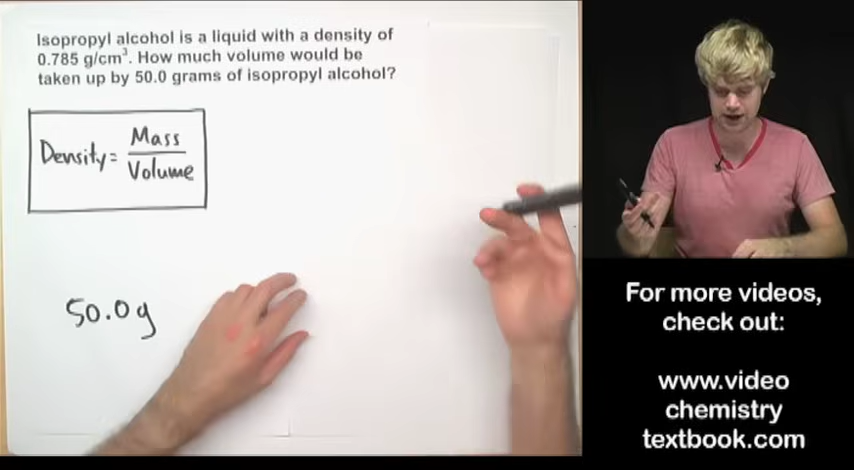 Isopropyl alcohol is a liquid with a density of
0.785 g/cm³. How much volume would be
taken up by 50.0 grams of isopropyl alcohol?
Density = Mass / Volume
50.0g
For more videos,
check out:
www.video
chemistry
textbook.com